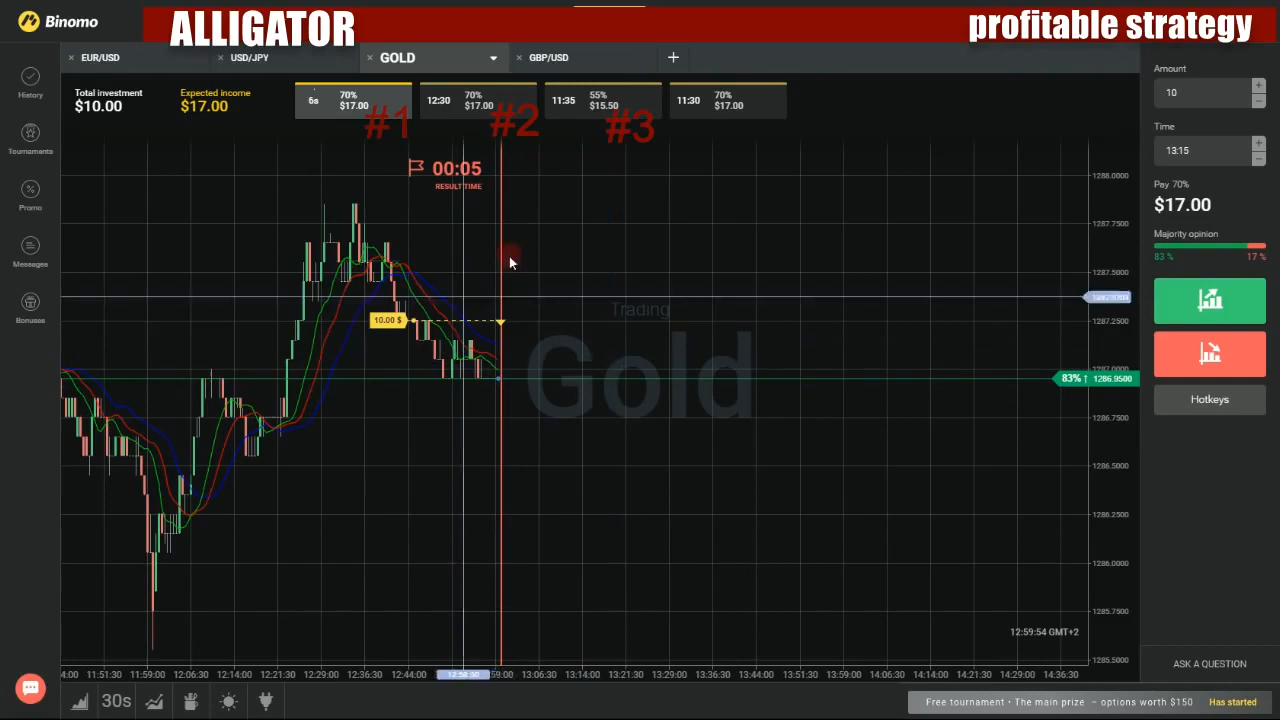 Binomo
ALLIGATOR
profitable strategy
EUR/USD
USD/JPY
GOLD
GBP/USD
Total investment
$10.00
Expected income
$17.00
6s 70% $17.00
12:30 70% $17.00
11:35 55% $15.50
11:30 70% $17.00
#1 #2 #3
History
Tournaments
Promo
Messages
Bonuses
00:05
RESULT TIME
10.00 $
Trading
Gold
1288.0000
1287.7500
1287.5000
1287.2500
1287.0000
83% ↑ 1286.9500
1286.7500
1286.5000
1286.2500
1286.0000
1285.7500
1285.5000
12:59:54 GMT+2
4:00 11:51:30 11:59:00 12:06:30 12:14:00 12:21:30 12:29:00 12:36:30 12:44:00 12:58:30 59:00 13:06:30 13:14:00 13:21:30 13:29:00 13:36:30 13:44:00 13:51:30 13:59:00 14:06:30 14:14:00 14:21:30 14:29:00 14:36:30
30s
Amount
10
Time
13:15
Pay 70%
$17.00
Majority opinion
83 % 17 %
Hotkeys
ASK A QUESTION
Free tournament • The main prize – options worth $150 Has started